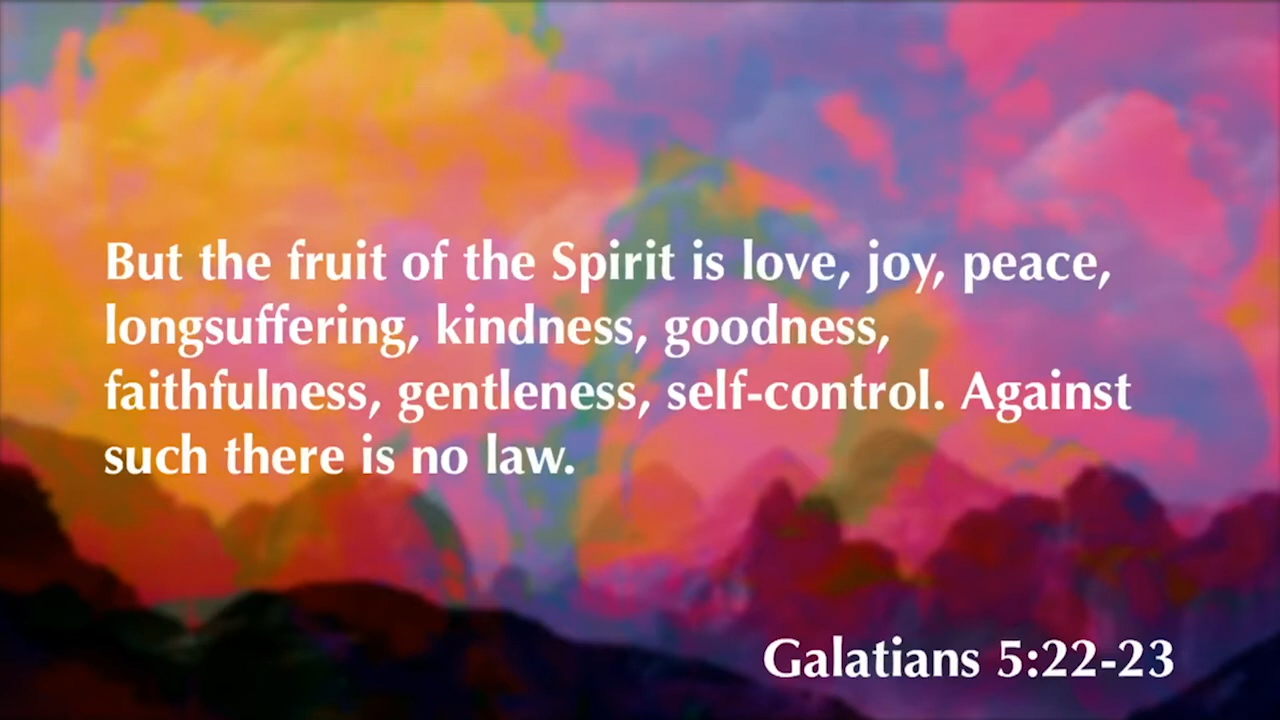 But the fruit of the Spirit is love, joy, peace,
longsuffering, kindness, goodness,
faithfulness, gentleness, self-control. Against
such there is no law.
Galatians 5:22-23